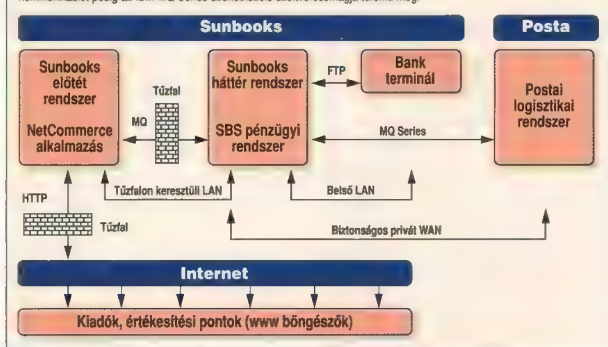 Sunbooks
Posta
Sunbooks
előtét
rendszer
NetCommerce
alkalmazás
Tűzfal
MQ
Sunbooks
háttér rendszer
SBS pénzügyi
rendszer
FTP
Bank
terminál
MQ Series
Postai
logisztikai
rendszer
HTTP
Tűzfalon keresztüli LAN
Belső LAN
Tűzfal
Biztonságos privát WAN
Internet
Kiadók, értékesítési pontok (www böngészők)